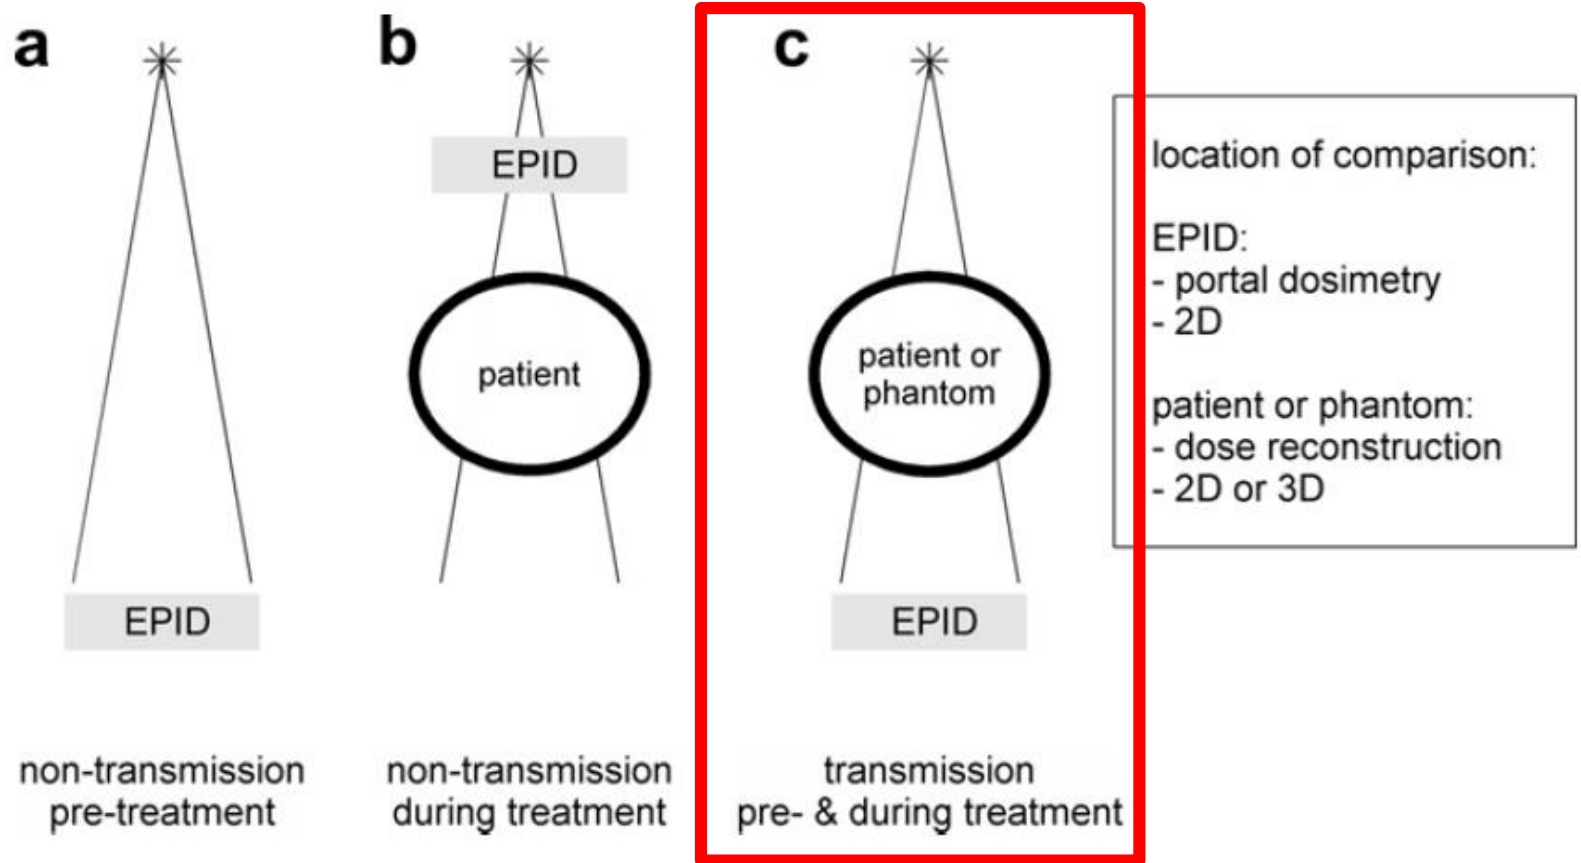 a
EPID
non-transmission
pre-treatment
b
EPID
patient
non-transmission
during treatment
c
patient or
phantom
EPID
transmission
pre- & during treatment
location of comparison:
EPID:
- portal dosimetry
- 2D
patient or phantom:
- dose reconstruction
- 2D or 3D